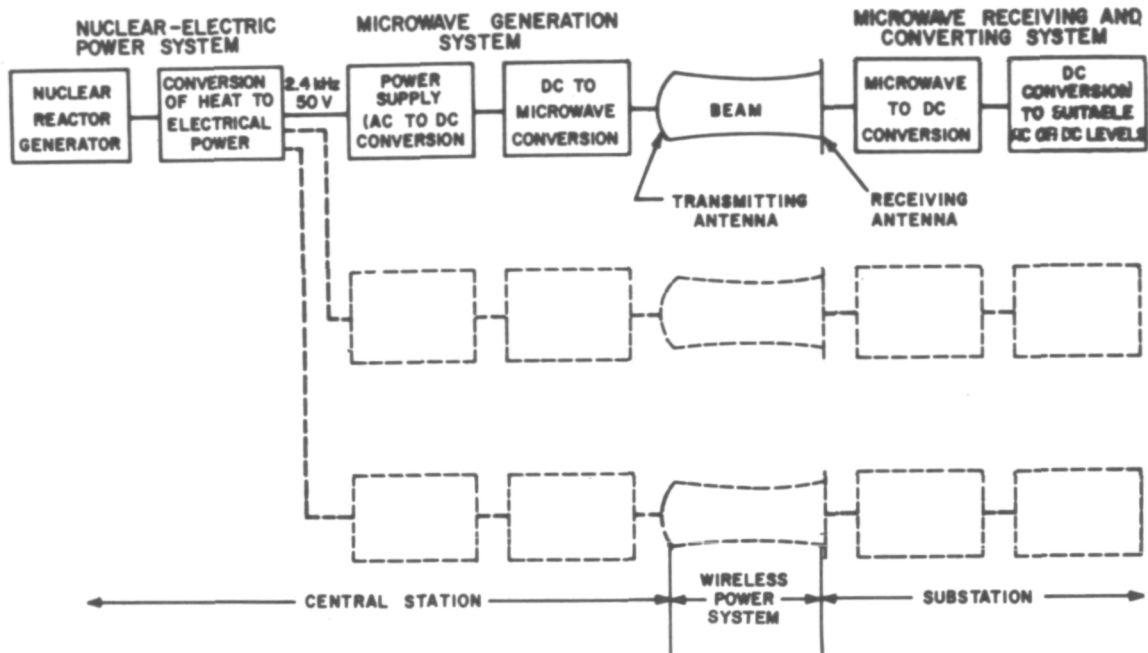 NUCLEAR-ELECTRIC
POWER SYSTEM
MICROWAVE GENERATION
SYSTEM
MICROWAVE RECEIVING AND
CONVERTING SYSTEM
NUCLEAR
REACTOR
GENERATOR
CONVERSION
OF HEAT TO
ELECTRICAL
POWER
2.4 kHz
50 V
POWER
SUPPLY
(AC TO DC
CONVERSION
DC TO
MICROWAVE
CONVERSION
BEAM
MICROWAVE
TO DC
CONVERSION
DC
CONVERSION
TO SUITABLE
AC OR DC LEVELS
TRANSMITTING
ANTENNA
RECEIVING
ANTENNA
CENTRAL STATION
WIRELESS
POWER
SYSTEM
SUBSTATION